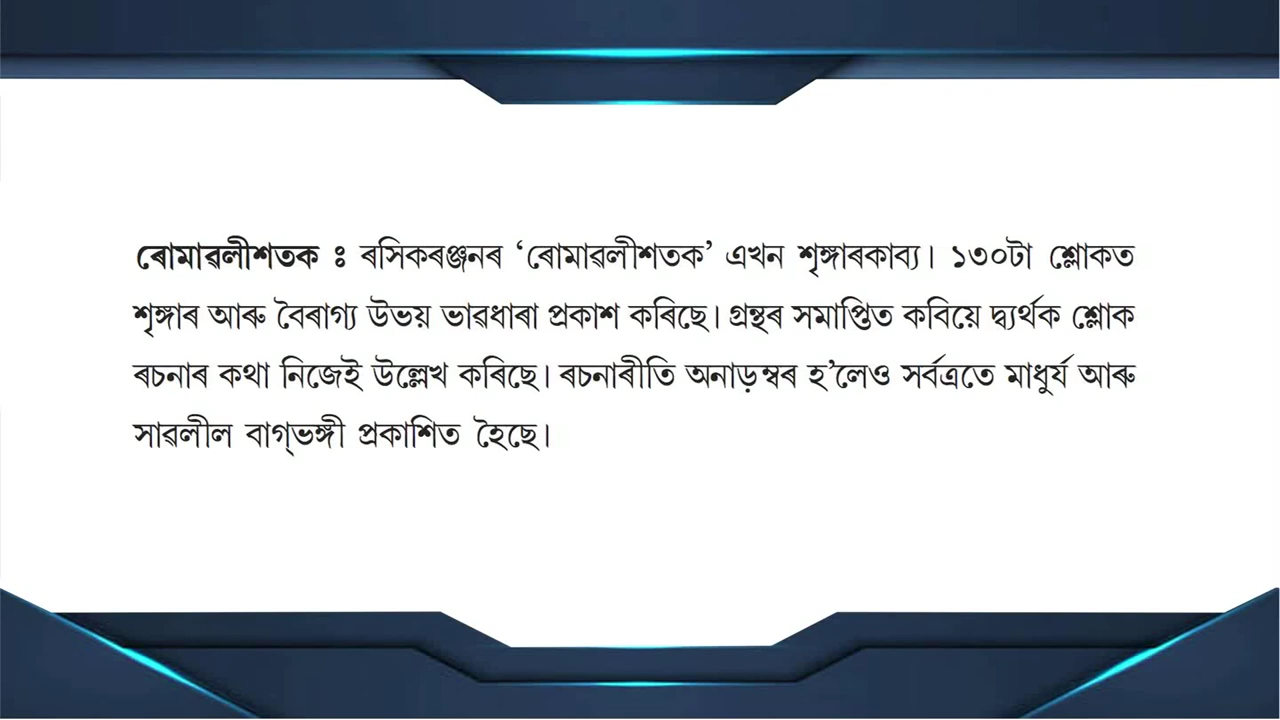 ৰোমাৱলীশতক ঃ ৰসিকৰঞ্জনৰ ‘ৰোমাৱলীশতক’ এখন শৃঙ্গাৰকাব্য। ১৩০টা শ্লোকত
শৃঙ্গাৰ আৰু বৈৰাগ্য উভয় ভাৱধাৰা প্ৰকাশ কৰিছে। গ্ৰন্থৰ সমাপ্তিত কবিয়ে দ্ব্যৰ্থক শ্লোক
ৰচনাৰ কথা নিজেই উল্লেখ কৰিছে। ৰচনাৰীতি অনাড়ম্বৰ হ’লেও সৰ্বত্ৰতে মাধুৰ্য আৰু
সাৱলীল বাগ্‌ভঙ্গী প্ৰকাশিত হৈছে।